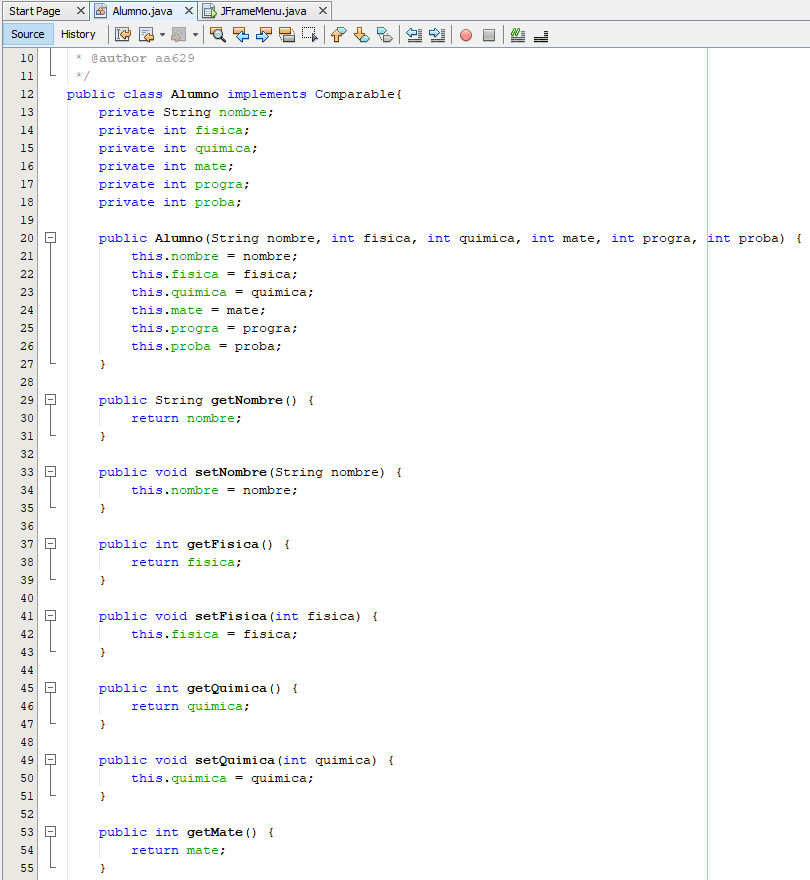 Start Page Alumno.java JFrameMenu.java
Source History
10 * @author aa629
11 */
12 public class Alumno implements Comparable{
13 private String nombre;
14 private int fisica;
15 private int quimica;
16 private int mate;
17 private int progra;
18 private int proba;
19
20 public Alumno(String nombre, int fisica, int quimica, int mate, int progra, int proba) {
21 this.nombre = nombre;
22 this.fisica = fisica;
23 this.quimica = quimica;
24 this.mate = mate;
25 this.progra = progra;
26 this.proba = proba;
27 }
28
29 public String getNombre() {
30 return nombre;
31 }
32
33 public void setNombre(String nombre) {
34 this.nombre = nombre;
35 }
36
37 public int getFisica() {
38 return fisica;
39 }
40
41 public void setFisica(int fisica) {
42 this.fisica = fisica;
43 }
44
45 public int getQuimica() {
46 return quimica;
47 }
48
49 public void setQuimica(int quimica) {
50 this.quimica = quimica;
51 }
52
53 public int getMate() {
54 return mate;
55 }